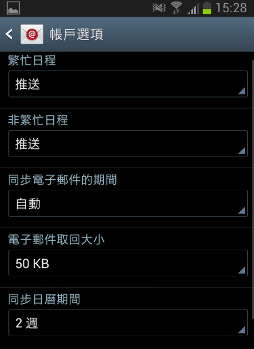 15:28
帳戶選項
繁忙日程
推送
非繁忙日程
推送
同步電子郵件的期間
自動
電子郵件取回大小
50 KB
同步日曆期間
2 週